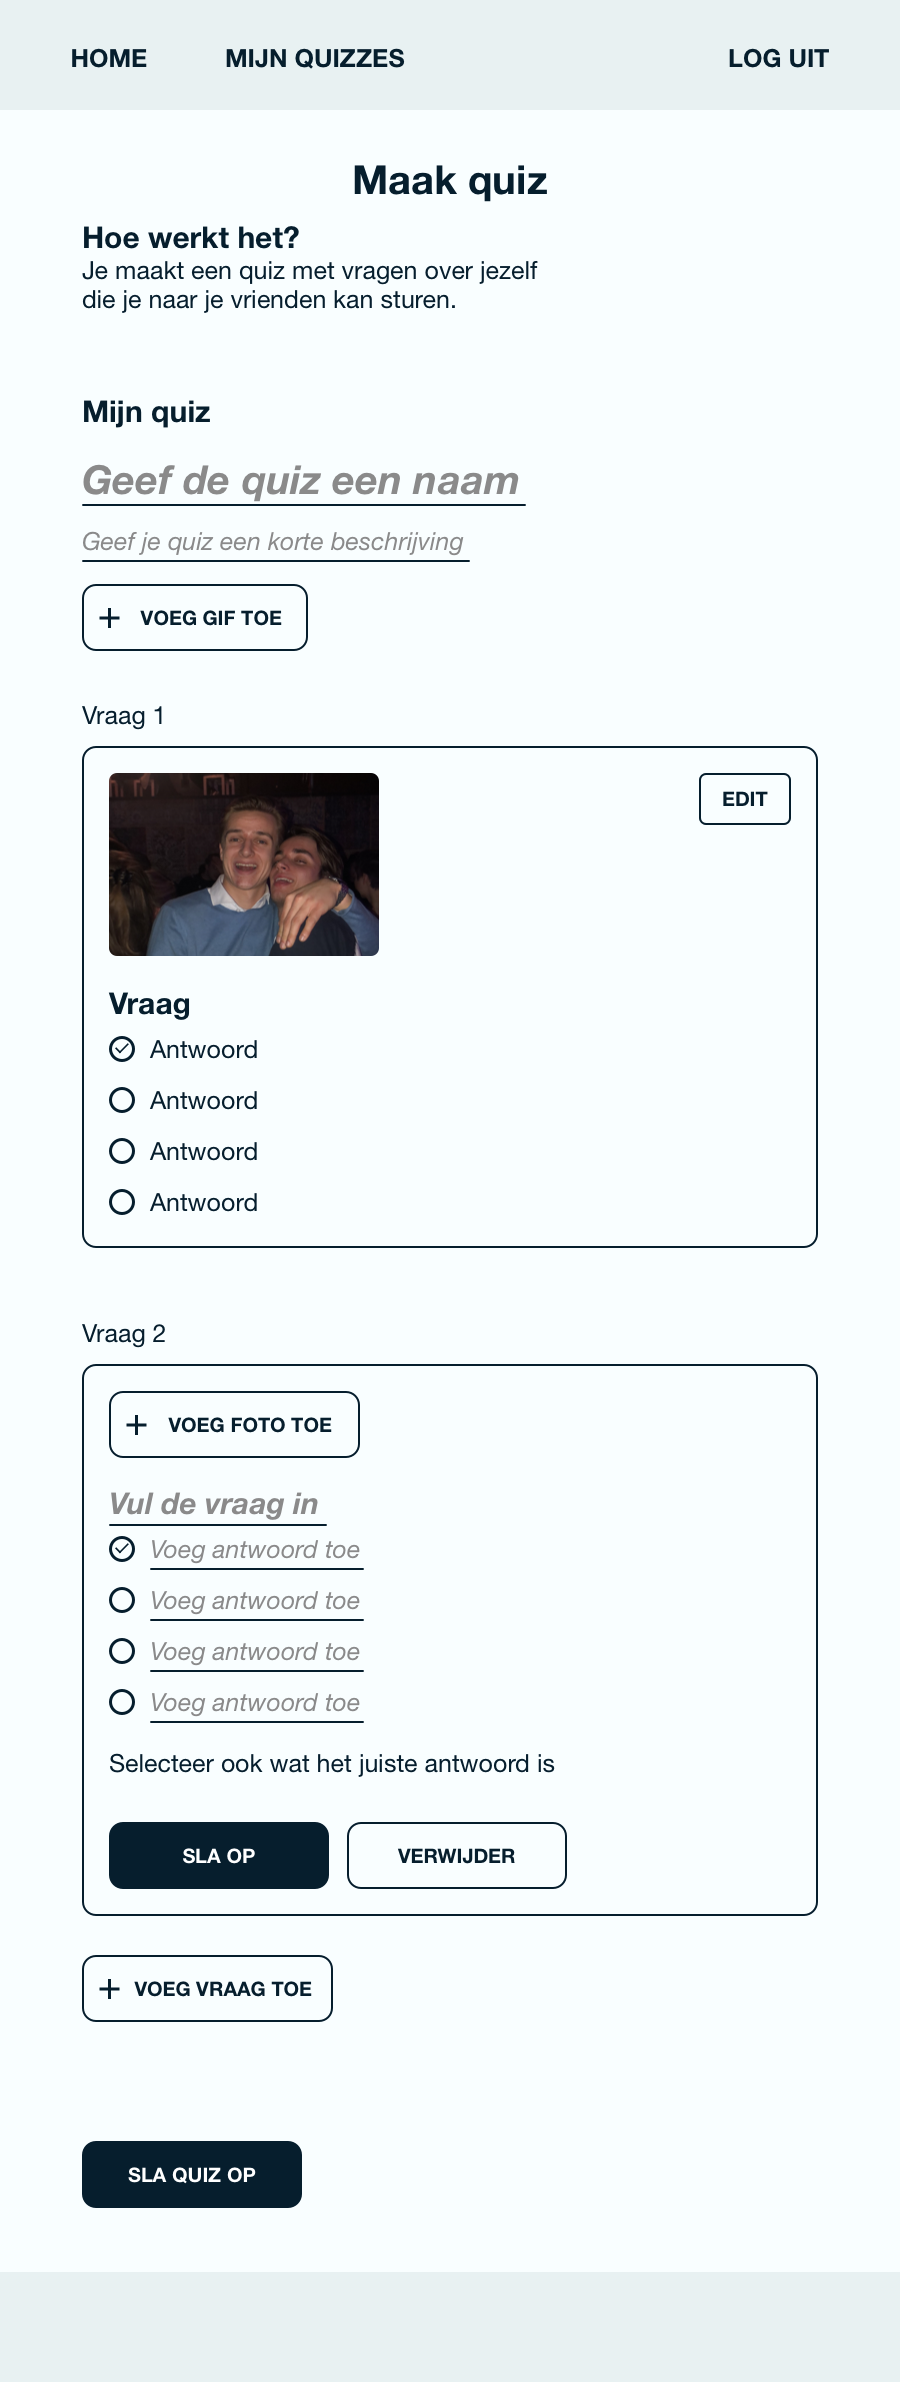 HOME MIJN QUIZZES LOG UIT
Maak quiz
Hoe werkt het?
Je maakt een quiz met vragen over jezelf
die je naar je vrienden kan sturen.
Mijn quiz
Geef de quiz een naam
Geef je quiz een korte beschrijving
+ VOEG GIF TOE
Vraag 1
EDIT
Vraag
Antwoord
Antwoord
Antwoord
Antwoord
Vraag 2
+ VOEG FOTO TOE
Vul de vraag in
Voeg antwoord toe
Voeg antwoord toe
Voeg antwoord toe
Voeg antwoord toe
Selecteer ook wat het juiste antwoord is
SLA OP VERWIJDER
+ VOEG VRAAG TOE
SLA QUIZ OP